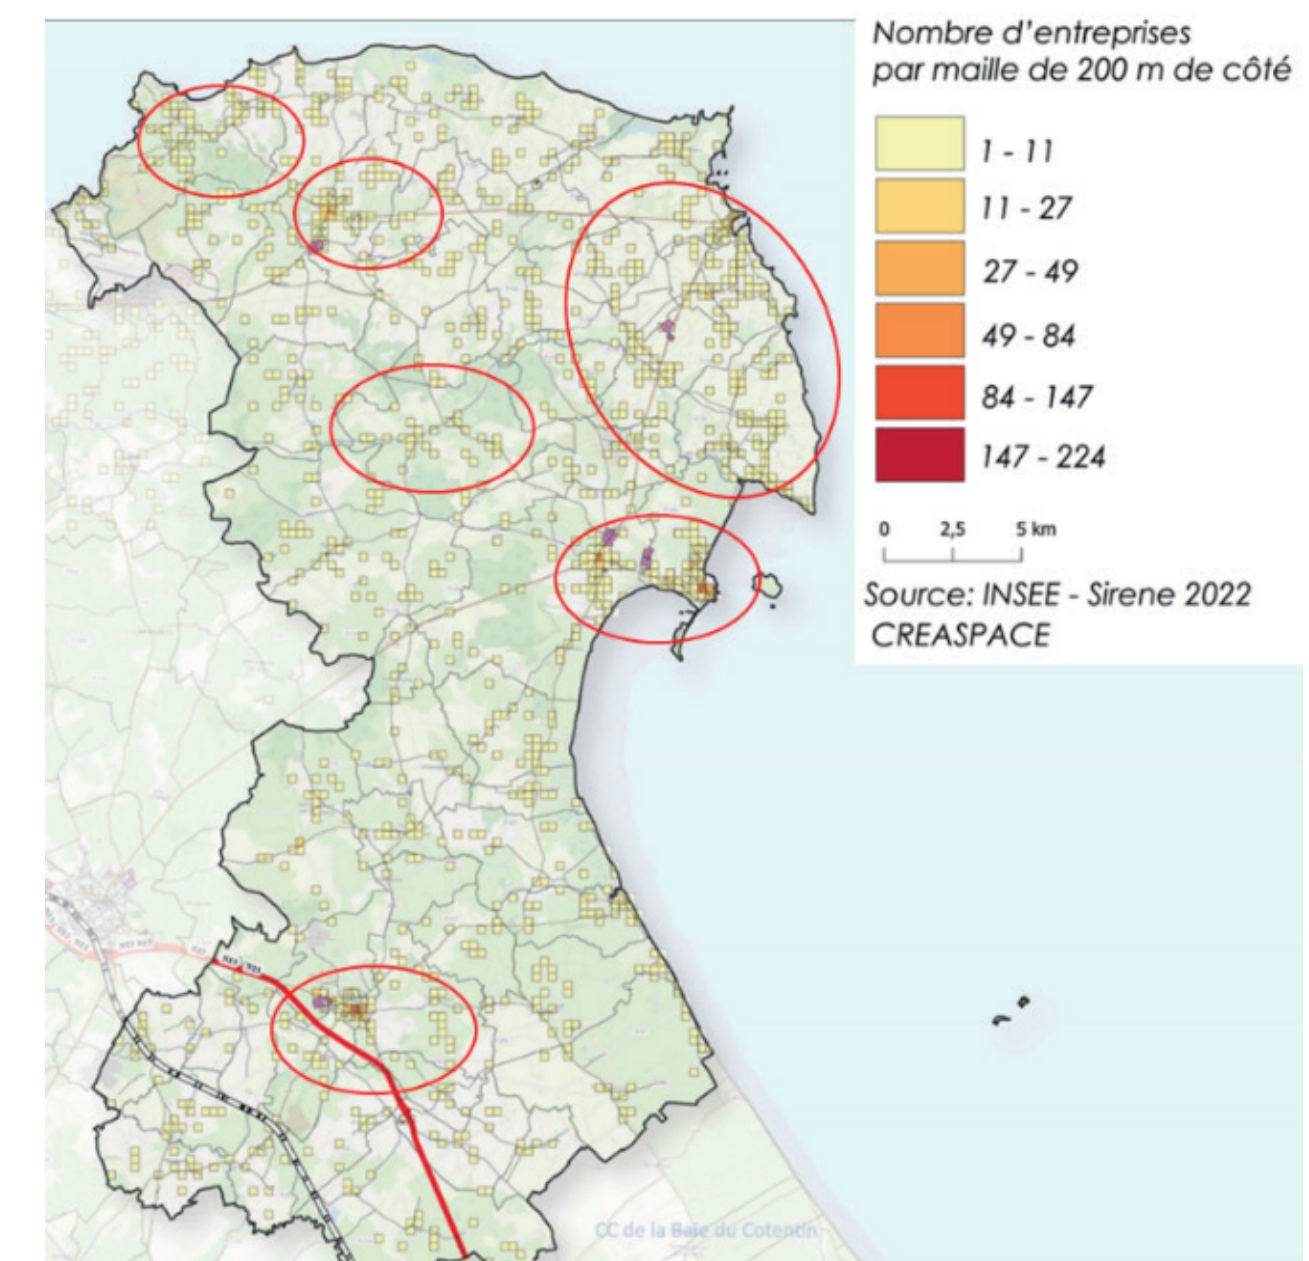 Nombre d'entreprises
par maille de 200 m de côté
1 - 11
11 - 27
27 - 49
49 - 84
84 - 147
147 - 224
0 2,5 5 km
Source: INSEE - Sirene 2022
CREASPACE
CC de la Baie du Cotentin